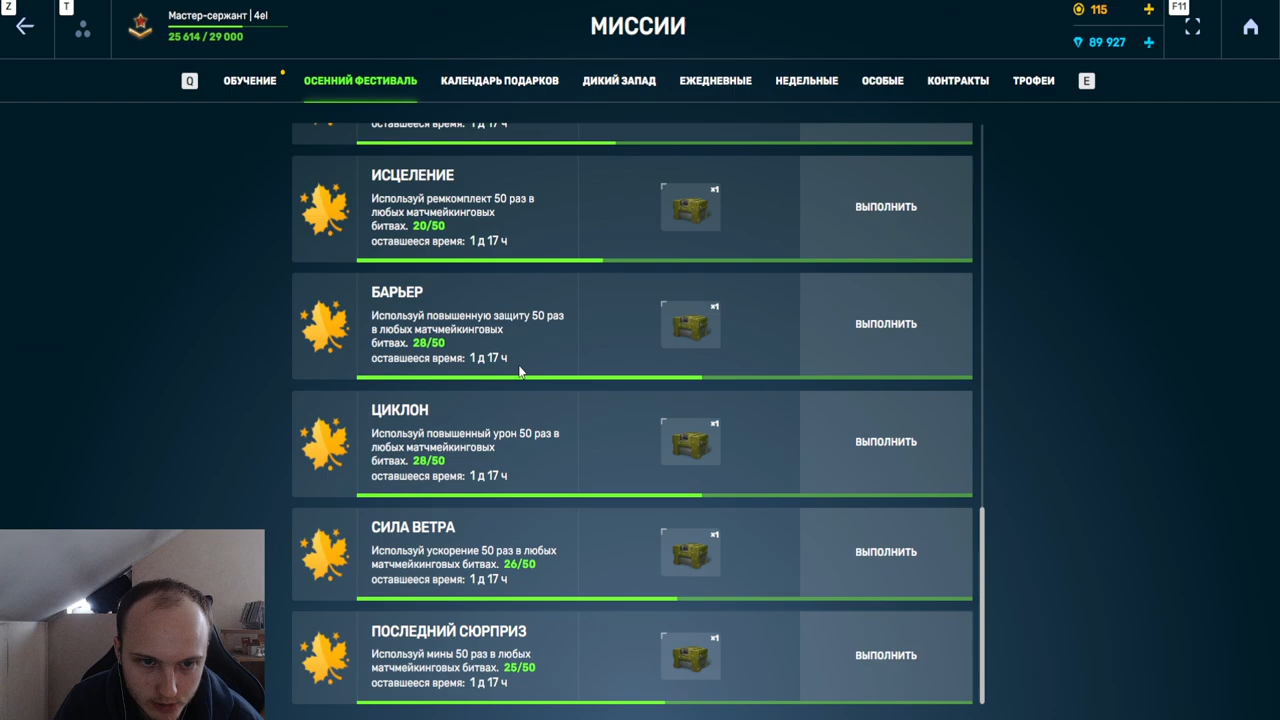 Z
T
Мастер-сержант | 4el
25 614 / 29 000
МИССИИ
115
89 927
F11
Q
ОБУЧЕНИЕ
ОСЕННИЙ ФЕСТИВАЛЬ
КАЛЕНДАРЬ ПОДАРКОВ
ДИКИЙ ЗАПАД
ЕЖЕДНЕВНЫЕ
НЕДЕЛЬНЫЕ
ОСОБЫЕ
КОНТРАКТЫ
ТРОФЕИ
E
оставшееся время: 1 д 17 ч
ИСЦЕЛЕНИЕ
Используй ремкомплект 50 раз в
любых матчмейкинговых
битвах. 20/50
оставшееся время: 1 д 17 ч
x1
ВЫПОЛНИТЬ
БАРЬЕР
Используй повышенную защиту 50 раз
в любых матчмейкинговых
битвах. 28/50
оставшееся время: 1 д 17 ч
x1
ВЫПОЛНИТЬ
ЦИКЛОН
Используй повышенный урон 50 раз в
любых матчмейкинговых
битвах. 28/50
оставшееся время: 1 д 17 ч
x1
ВЫПОЛНИТЬ
СИЛА ВЕТРА
Используй ускорение 50 раз в любых
матчмейкинговых битвах. 26/50
оставшееся время: 1 д 17 ч
x1
ВЫПОЛНИТЬ
ПОСЛЕДНИЙ СЮРПРИЗ
Используй мины 50 раз в любых
матчмейкинговых битвах. 25/50
оставшееся время: 1 д 17 ч
x1
ВЫПОЛНИТЬ